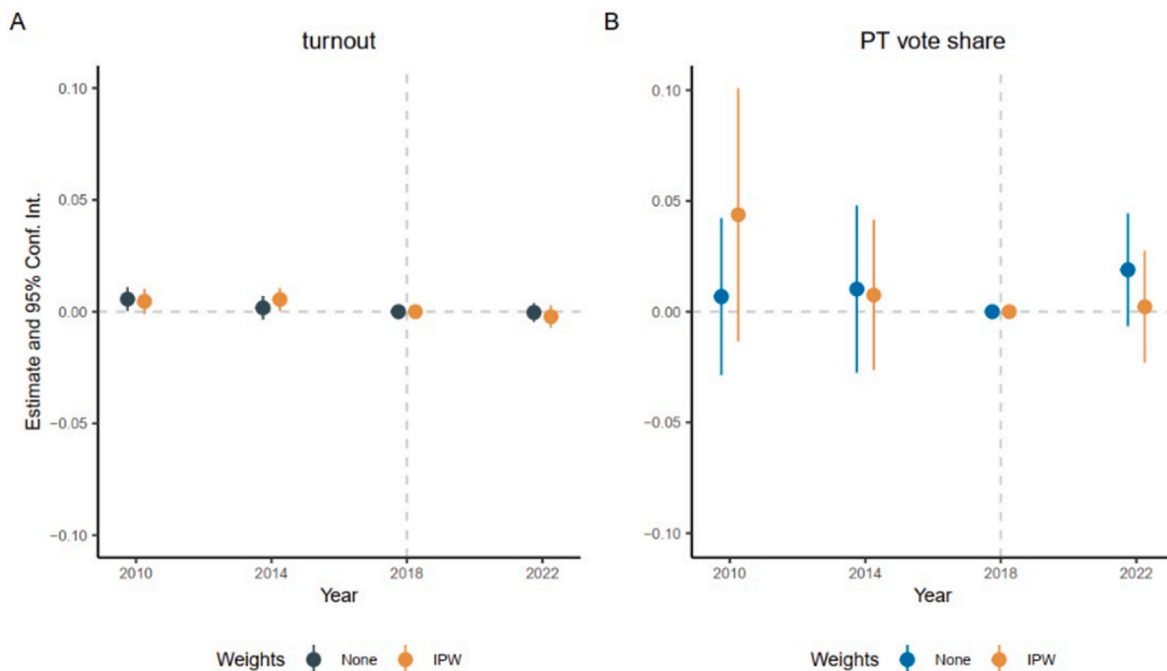 A
turnout
Estimate and 95% Conf. Int.
0.10
0.05
0.00
−0.05
−0.10
2010 2014 2018 2022
Year
Weights None IPW
B
PT vote share
0.10
0.05
0.00
−0.05
−0.10
2010 2014 2018 2022
Year
Weights None IPW